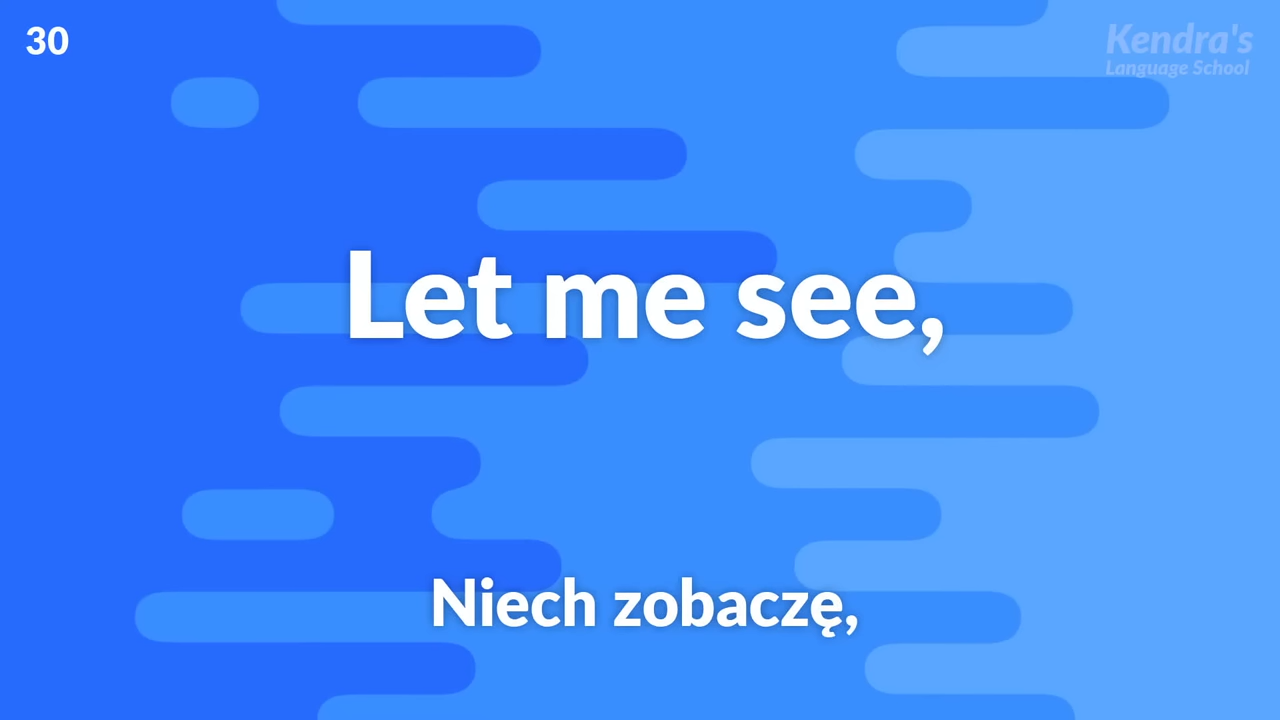 30
Kendra's
Language School
Let me see,
Niech zobaczę,